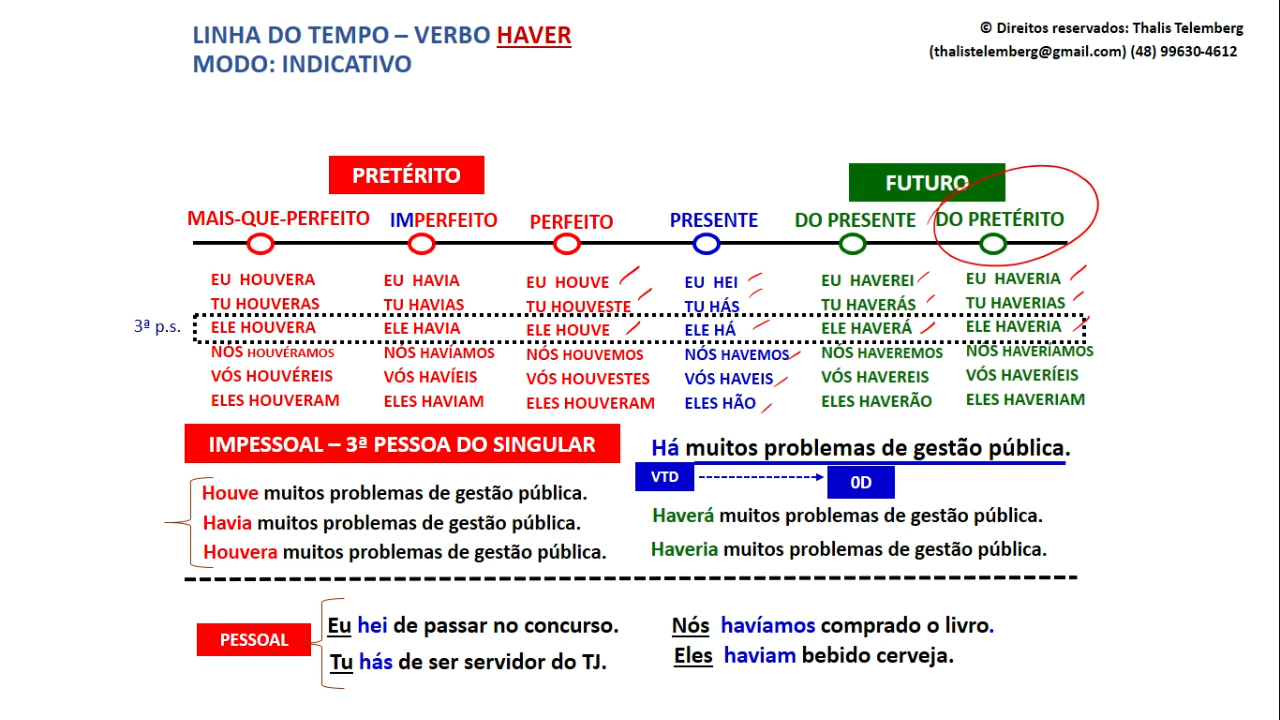 LINHA DO TEMPO – VERBO HAVER
MODO: INDICATIVO
© Direitos reservados: Thalis Telemberg
(thalistelemberg@gmail.com) (48) 99630-4612
PRETÉRITO
FUTURO
MAIS-QUE-PERFEITO IMPERFEITO PERFEITO PRESENTE DO PRESENTE DO PRETÉRITO
EU HOUVERA EU HAVIA EU HOUVE EU HEI EU HAVEREI EU HAVERIA
TU HOUVERAS TU HAVIAS TU HOUVESTE TU HÁS TU HAVERÁS TU HAVERIAS
3ª p.s. ELE HOUVERA ELE HAVIA ELE HOUVE ELE HÁ ELE HAVERÁ ELE HAVERIA
NÓS HOUVÉRAMOS NÓS HAVÍAMOS NÓS HOUVEMOS NÓS HAVEMOS NÓS HAVEREMOS NÓS HAVERÍAMOS
VÓS HOUVÉREIS VÓS HAVÍEIS VÓS HOUVESTES VÓS HAVEIS VÓS HAVEREIS VÓS HAVERÍEIS
ELES HOUVERAM ELES HAVIAM ELES HOUVERAM ELES HÃO ELES HAVERÃO ELES HAVERIAM
IMPESSOAL – 3ª PESSOA DO SINGULAR
Houve muitos problemas de gestão pública.
Havia muitos problemas de gestão pública.
Houvera muitos problemas de gestão pública.
Há muitos problemas de gestão pública.
VTD OD
Haverá muitos problemas de gestão pública.
Haveria muitos problemas de gestão pública.
PESSOAL
Eu hei de passar no concurso.
Tu hás de ser servidor do TJ.
Nós havíamos comprado o livro.
Eles haviam bebido cerveja.